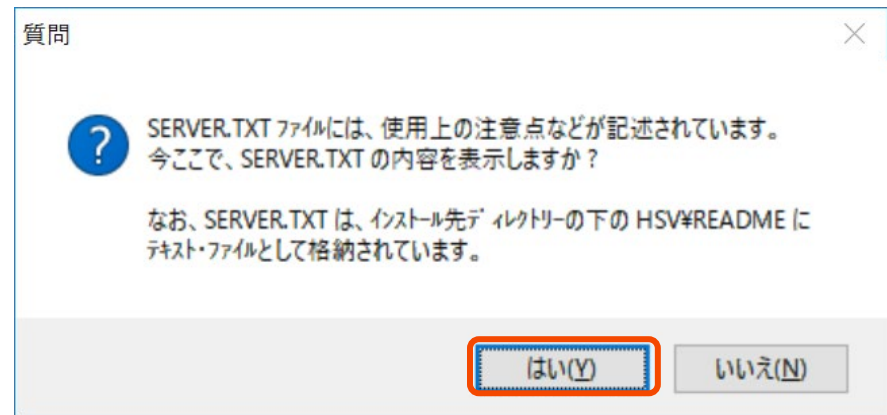 質問
SERVER.TXT ﾌｧｲﾙには、使用上の注意点などが記述されています。
今ここで、SERVER.TXT の内容を表示しますか？
なお、SERVER.TXT は、ｲﾝｽﾄｰﾙ先ﾃﾞｨﾚｸﾄﾘｰの下の HSV¥README に
ﾃｷｽﾄ･ﾌｧｲﾙとして格納されています。
はい(Y)
いいえ(N)